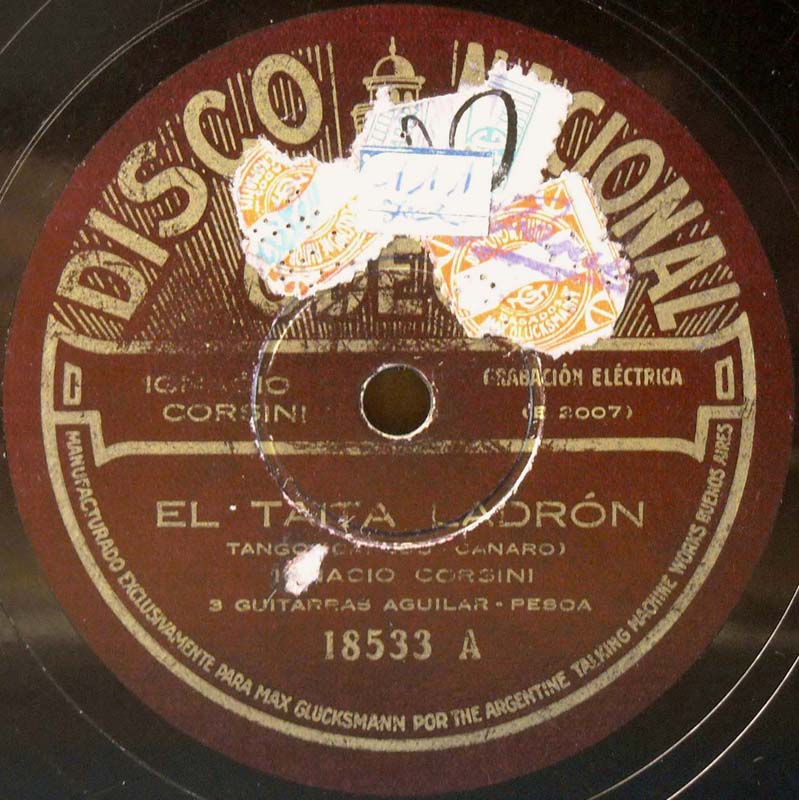 DISCO NACIONAL
IGNACIO
CORSINI
GRABACIÓN ELÉCTRICA
(E 2007)
EL TAITA LADRÓN
TANGO CANARO)
IGNACIO CORSINI
3 GUITARRAS AGUILAR - PESOA
18533 A
MANUFACTURADO EXCLUSIVAMENTE PARA MAX GLUCKSMANN POR THE ARGENTINE TALKING MACHINE WORKS BUENOS AIRES